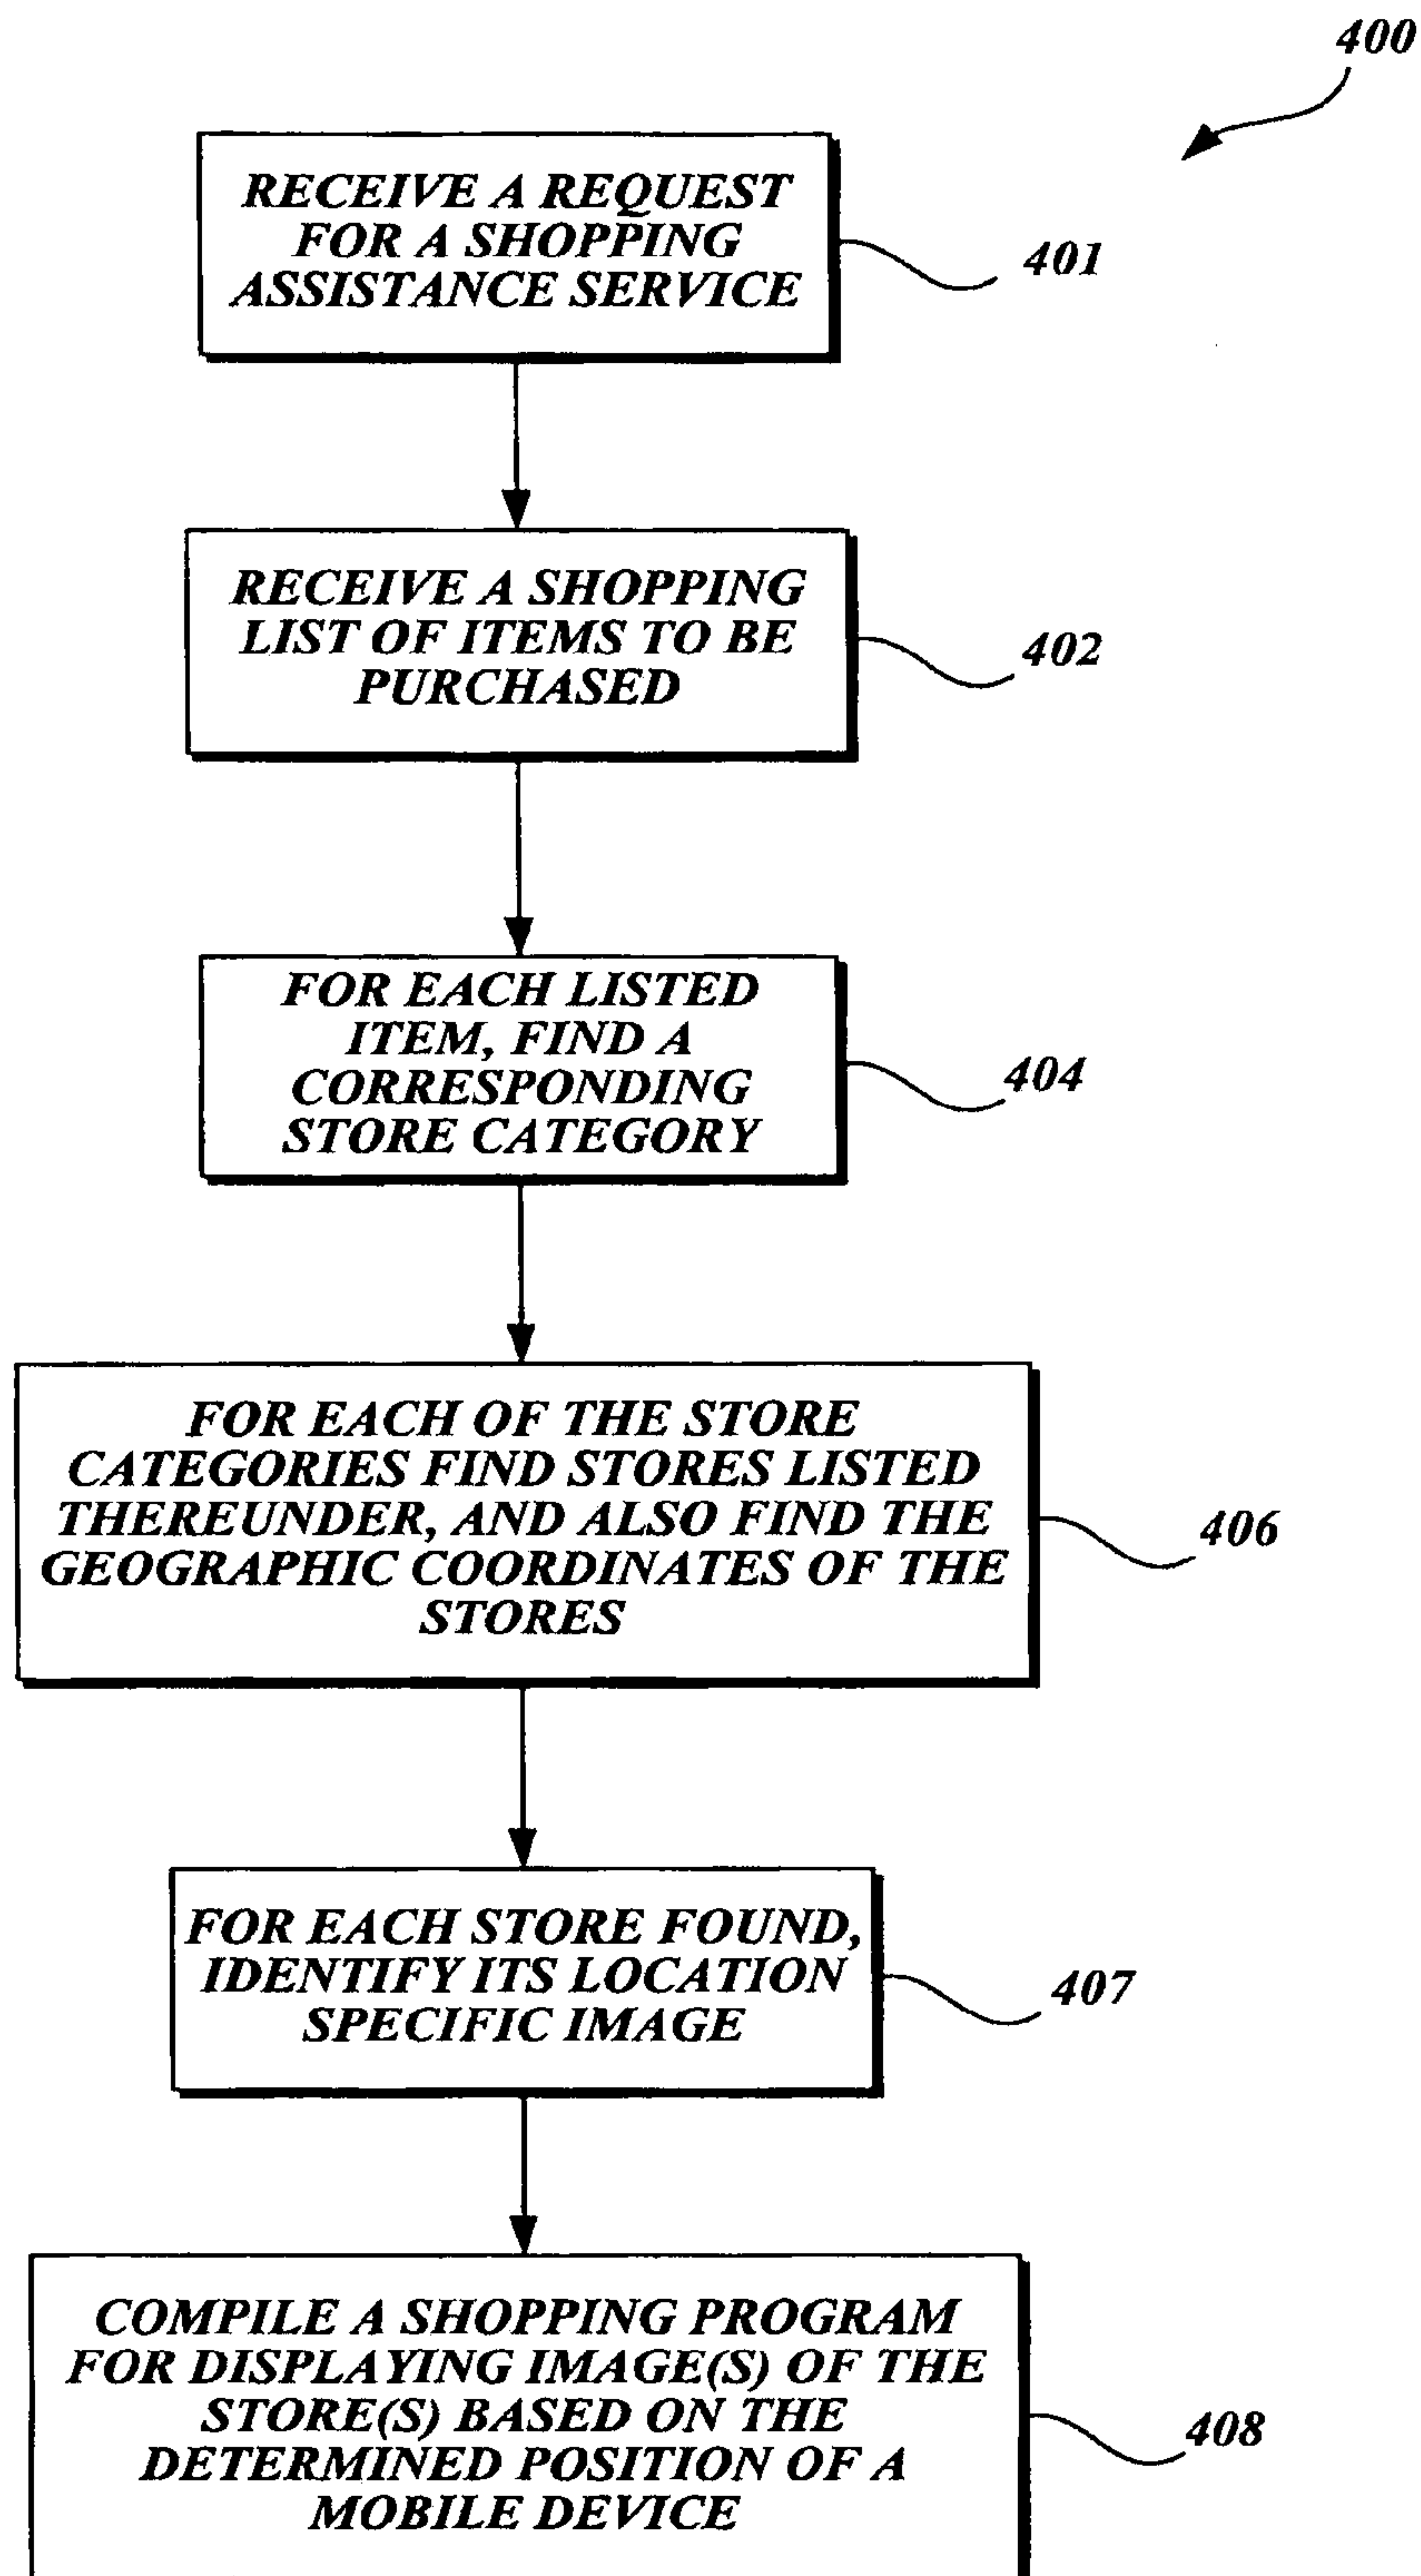 400
RECEIVE A REQUEST
FOR A SHOPPING
ASSISTANCE SERVICE
401
RECEIVE A SHOPPING
LIST OF ITEMS TO BE
PURCHASED
402
FOR EACH LISTED
ITEM, FIND A
CORRESPONDING
STORE CATEGORY
404
FOR EACH OF THE STORE
CATEGORIES FIND STORES LISTED
THEREUNDER, AND ALSO FIND THE
GEOGRAPHIC COORDINATES OF THE
STORES
406
FOR EACH STORE FOUND,
IDENTIFY ITS LOCATION
SPECIFIC IMAGE
407
COMPILE A SHOPPING PROGRAM
FOR DISPLAYING IMAGE(S) OF THE
STORE(S) BASED ON THE
DETERMINED POSITION OF A
MOBILE DEVICE
408